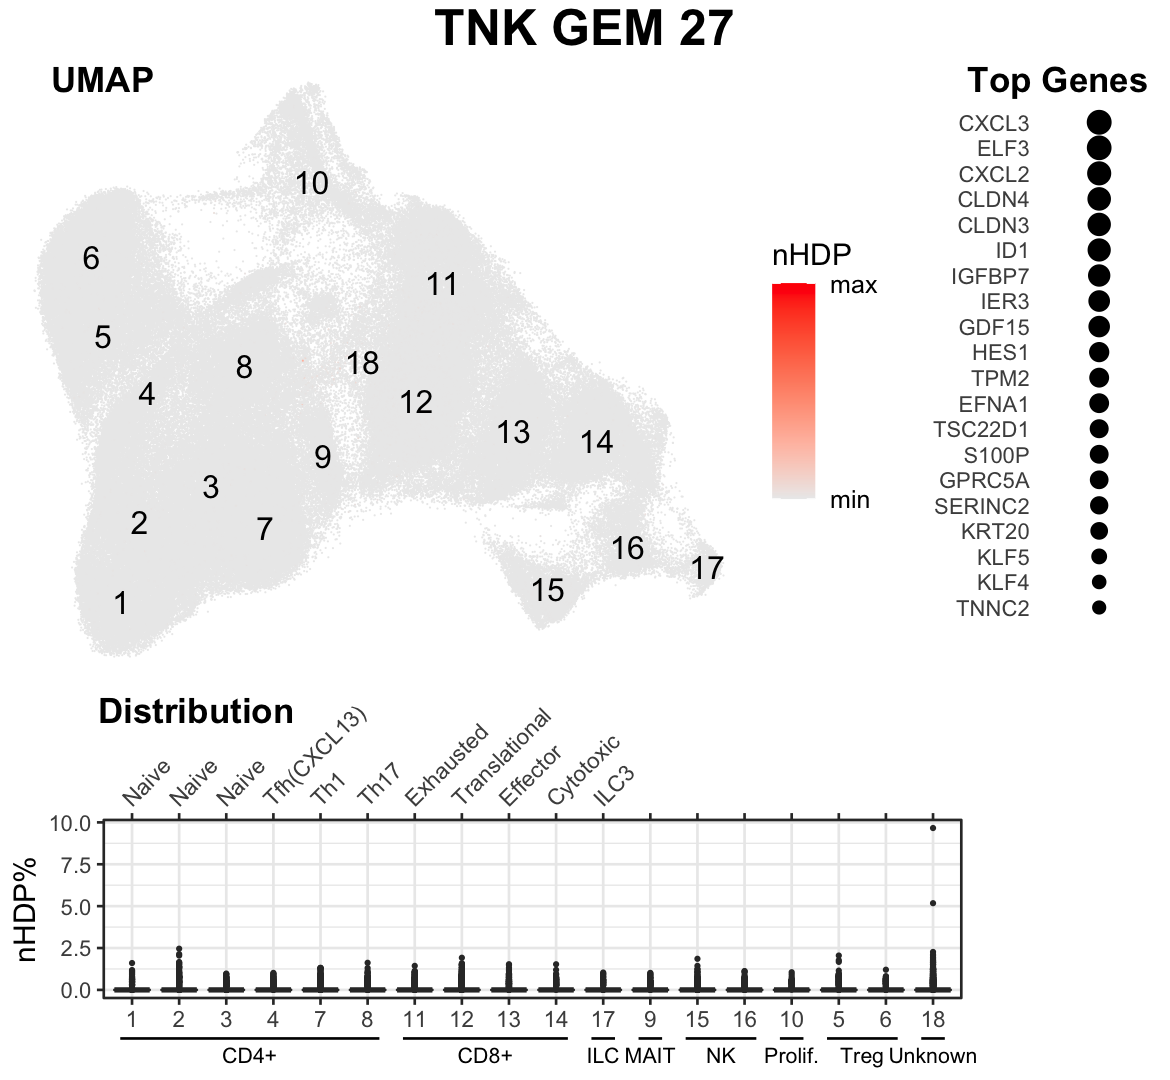 TNK GEM 27
UMAP
10
6
11
5
8
18
4
12
13
14
9
3
2
7
16
17
15
1
nHDP
max
min
Top Genes
CXCL3
ELF3
CXCL2
CLDN4
CLDN3
ID1
IGFBP7
IER3
GDF15
HES1
TPM2
EFNA1
TSC22D1
S100P
GPRC5A
SERINC2
KRT20
KLF5
KLF4
TNNC2
Distribution
Naive
Naive
Naive
Tfh(CXCL13)
Th1
Th17
Exhausted
Translational
Effector
Cytotoxic
ILC3
nHDP%
10.0
7.5
5.0
2.5
0.0
1 2 3 4 7 8 11 12 13 14 17 9 15 16 10 5 6 18
CD4+ CD8+ ILC MAIT NK Prolif. Treg Unknown